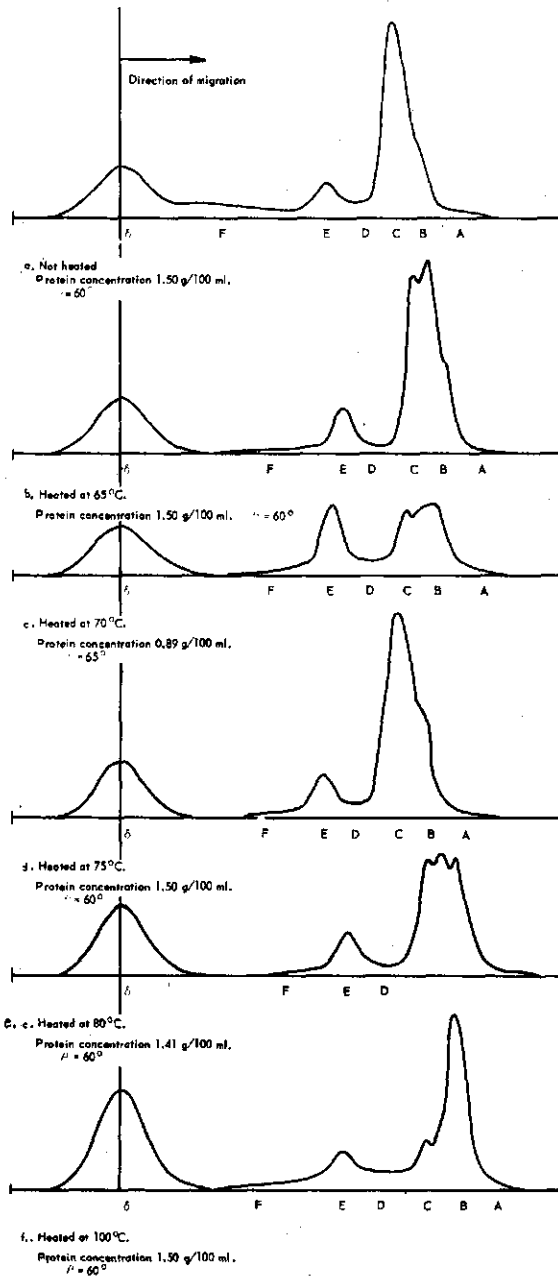 Direction of migration
δ F E D C B A
a. Not heated
Protein concentration 1.50 g/100 ml.
= 60°
δ F E D C B A
b. Heated at 65°C.
Protein concentration 1.50 g/100 ml. = 60°
δ F E D C B A
c. Heated at 70°C.
Protein concentration 0.89 g/100 ml.
= 65°
δ F E D C B A
Heated at 75°C.
Protein concentration 1.50 g/100 ml.
= 60°
δ F E D
Heated at 80°C.
Protein concentration 1.41 g/100 ml.
μ = 60°
δ F E D C B A
f. Heated at 100°C.
Protein concentration 1.50 g/100 ml.
μ = 60°